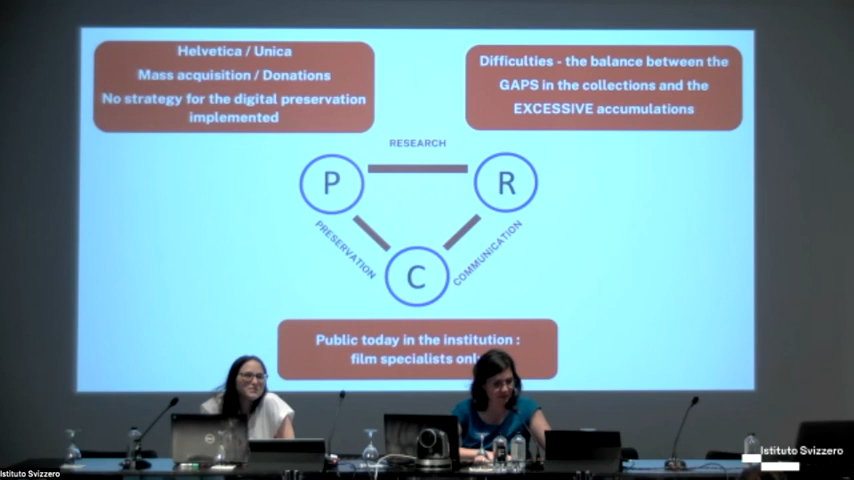 Helvetica / Unica
Mass acquisition / Donations
No strategy for the digital preservation
implemented
Difficulties - the balance between the
GAPS in the collections and the
EXCESSIVE accumulations
RESEARCH
P
R
PRESERVATION
COMMUNICATION
C
Public today in the institution :
film specialists only
DELL
Istituto Svizzero
Istituto Svizzero